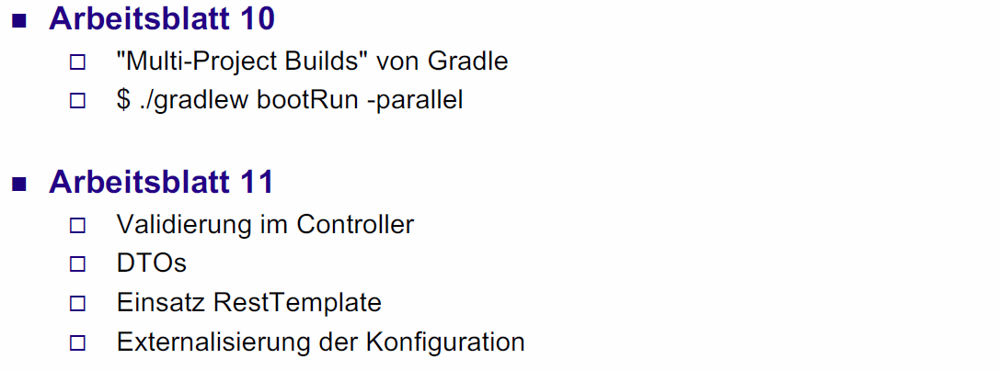 Arbeitsblatt 10
"Multi-Project Builds" von Gradle
$ ./gradlew bootRun -parallel
Arbeitsblatt 11
Validierung im Controller
DTOs
Einsatz RestTemplate
Externalisierung der Konfiguration